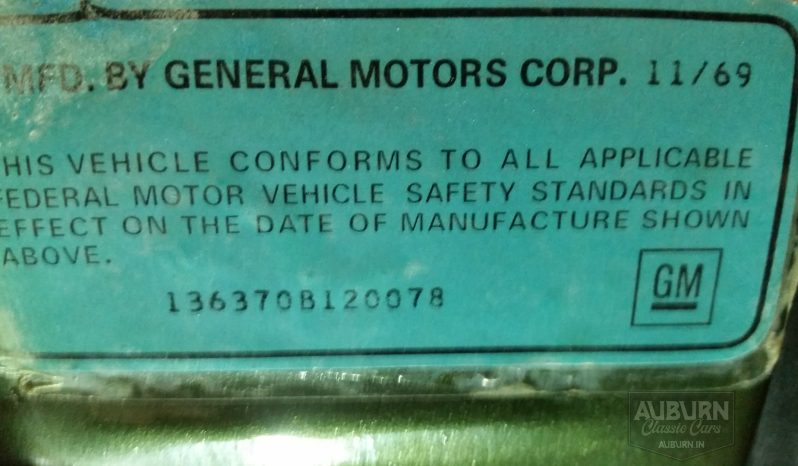 MFD. BY GENERAL MOTORS CORP. 11/69
HIS VEHICLE CONFORMS TO ALL APPLICABLE
FEDERAL MOTOR VEHICLE SAFETY STANDARDS IN
EFFECT ON THE DATE OF MANUFACTURE SHOWN
ABOVE.
136370B120078
GM
AUBURN
Classic Cars
AUBURN.IN